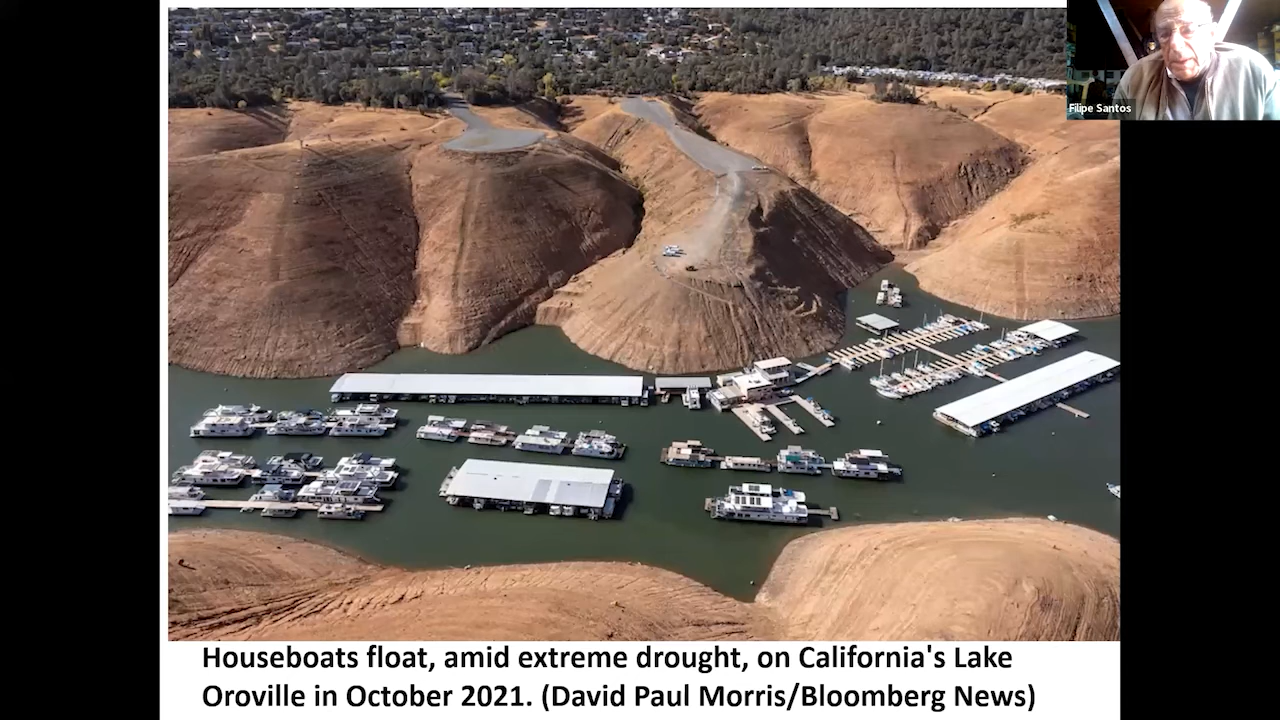 Filipe Santos
Houseboats float, amid extreme drought, on California's Lake
Oroville in October 2021. (David Paul Morris/Bloomberg News)